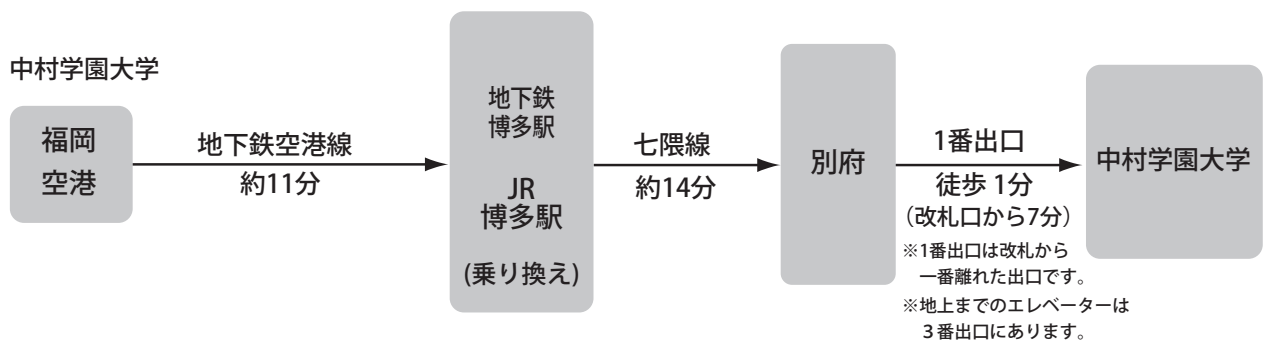 中村学園大学
福岡
空港
地下鉄空港線
約11分
地下鉄
博多駅
JR
博多駅
(乗り換え)
七隈線
約14分
別府
1番出口
徒歩 1分
（改札口から7分）
※1番出口は改札から
一番離れた出口です。
※地上までのエレベーターは
３番出口にあります。
中村学園大学